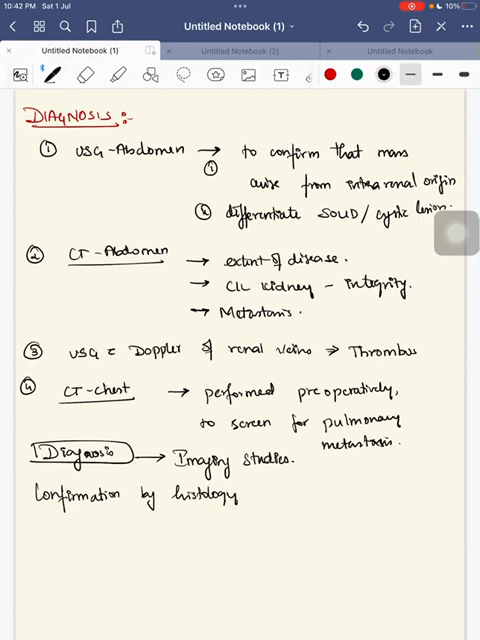 10:42 PM Sat 1 Jul
10%
Untitled Notebook (1)
Untitled Notebook (1)
Untitled Notebook (2)
Untitled Notebook
DIAGNOSIS :-
① USG-Abdomen → ① to confirm that mass
arise from intrarenal origin
② differentiate SOLID / cystic lesion.
② CT-Abdomen → extent of disease.
→ C/L Kidney - integrity.
→ Metastasis.
③ USG c̄ Doppler of renal veins ⇒ Thrombus
④ CT-Chest → performed preoperatively,
to screen for pulmonary
metastasis.
Diagnosis → Imaging studies.
Confirmation by histology